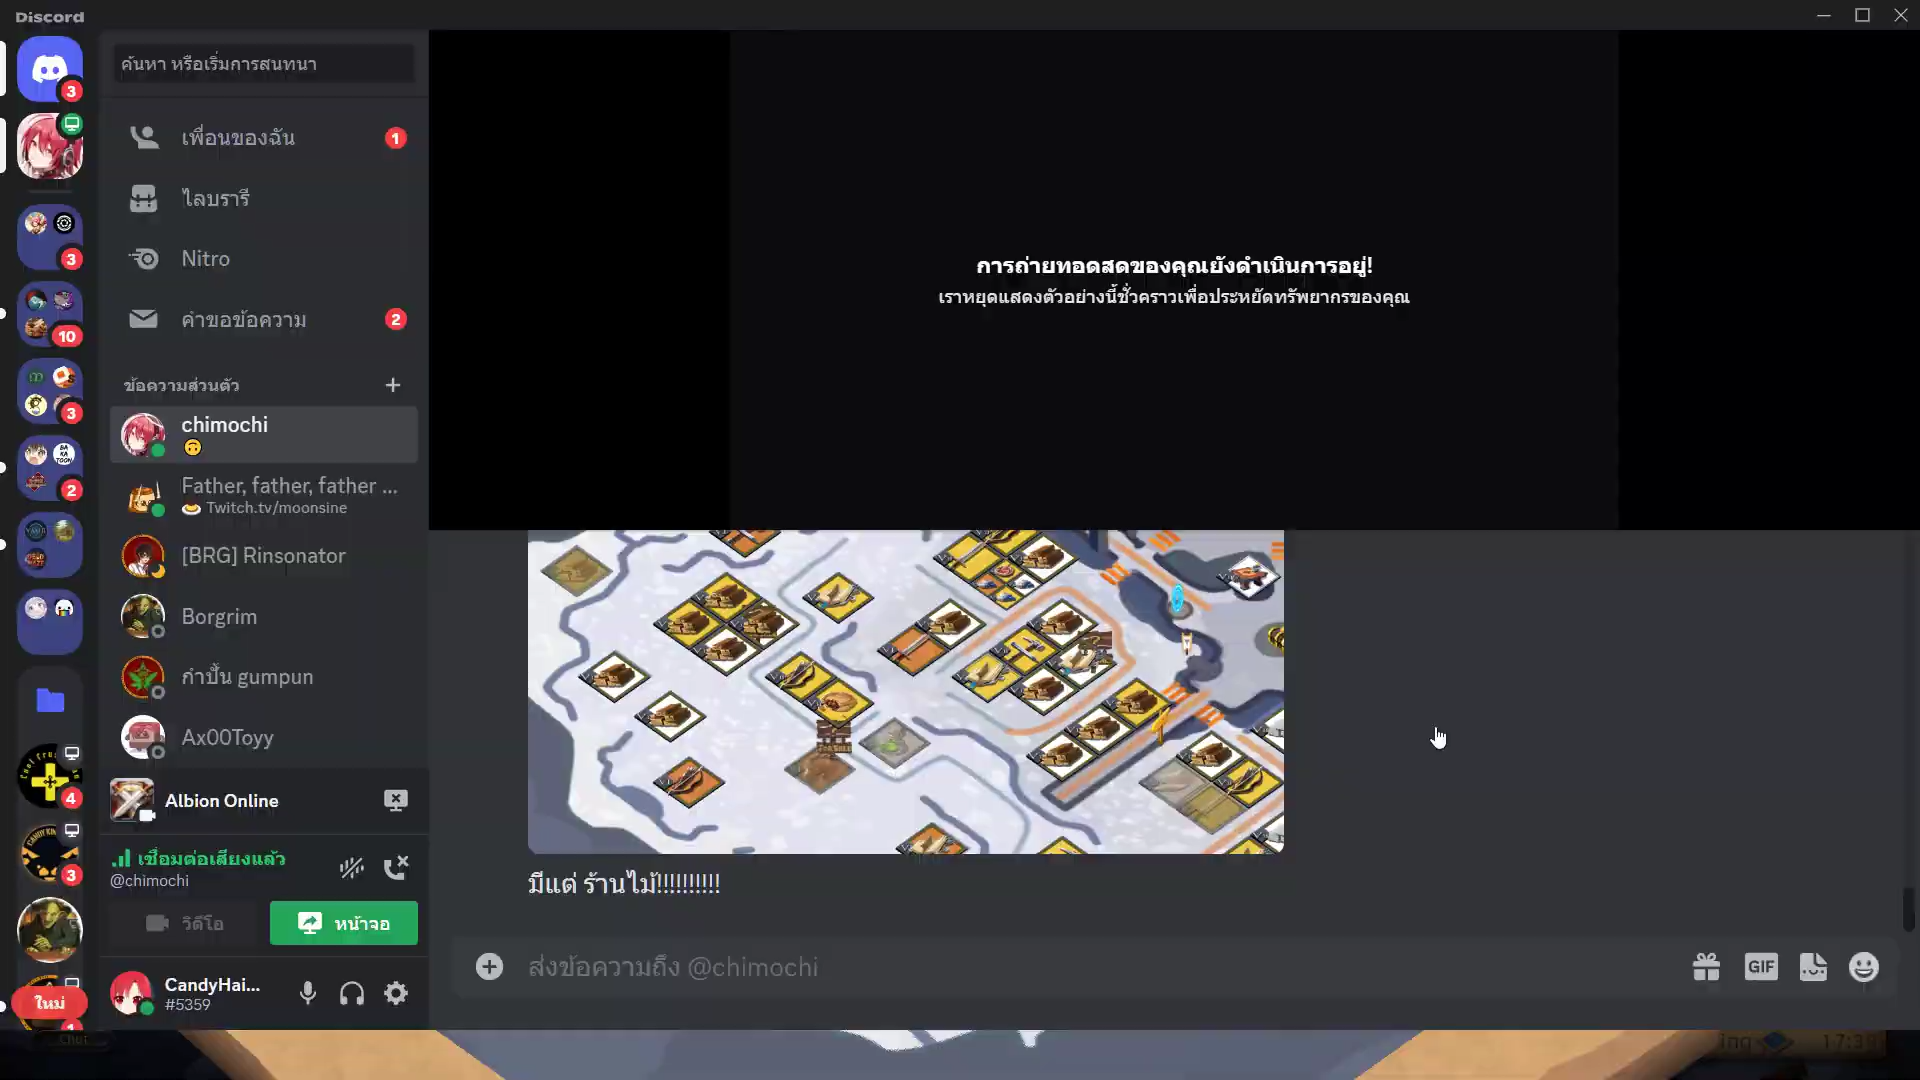 Discord
ค้นหา หรือเริ่มการสนทนา
3
เพื่อนของฉัน
1
ไลบรารี
Nitro
3
คำขอข้อความ
2
10
ข้อความส่วนตัว
3
chimochi
2
Father, father, father ...
Twitch.tv/moonsine
[BRG] Rinsonator
Borgrim
กำปั้น gumpun
Ax00Toyy
4
Albion Online
3
เชื่อมต่อเสียงแล้ว
@chimochi
วิดีโอ
หน้าจอ
CandyHai...
#5359
ใหม่
การถ่ายทอดสดของคุณยังดำเนินการอยู่!
เราหยุดแสดงตัวอย่างนี้ชั่วคราวเพื่อประหยัดทรัพยากรของคุณ
มีแต่ ร้านไม้!!!!!!!!!!
ส่งข้อความถึง @chimochi
GIF
Chat